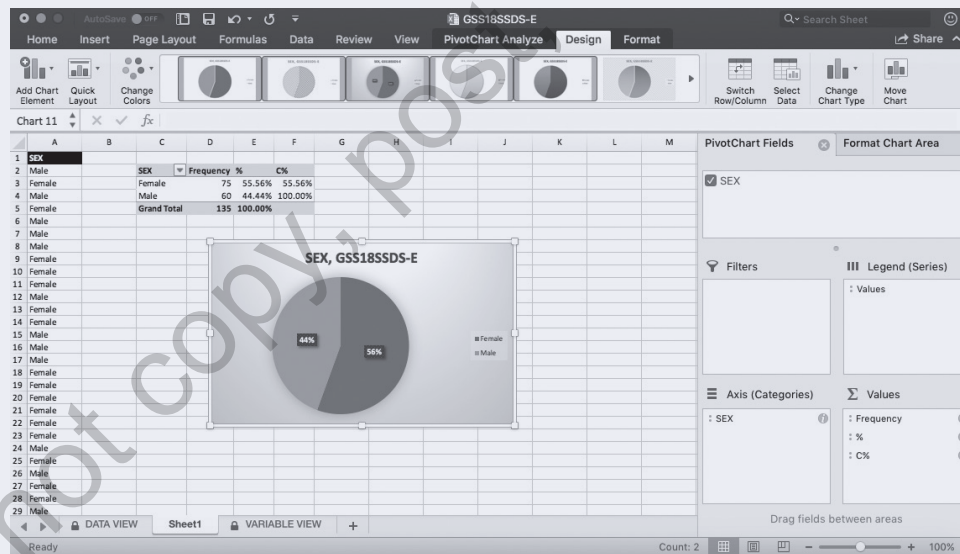 AutoSave OFF GSS18SSDS-E Search Sheet
Home Insert Page Layout Formulas Data Review View PivotChart Analyze Design Format Share
Add Chart Element Quick Layout Change Colors Switch Row/Column Select Data Change Chart Type Move Chart
Chart 11 fx
A B C D E F G H I J K L M
1 SEX
2 Male SEX Frequency % C%
3 Female Female 75 55.56% 55.56%
4 Male Male 60 44.44% 100.00%
5 Female Grand Total 135 100.00%
6 Male
7 Male
8 Male
9 Female
10 Female
11 Female
12 Male
13 Female
14 Female
15 Male
16 Male
17 Male
18 Female
19 Female
20 Female
21 Female
22 Female
23 Female
24 Male
25 Female
26 Male
27 Female
28 Female
29 Male
SEX, GSS18SSDS-E
44%
56%
Female
Male
PivotChart Fields Format Chart Area
SEX
Filters Legend (Series)
Values
Axis (Categories) Σ Values
SEX Frequency
%
C%
Drag fields between areas
DATA VIEW Sheet1 VARIABLE VIEW +
Ready Count: 2 − + 100%
not copy, post,